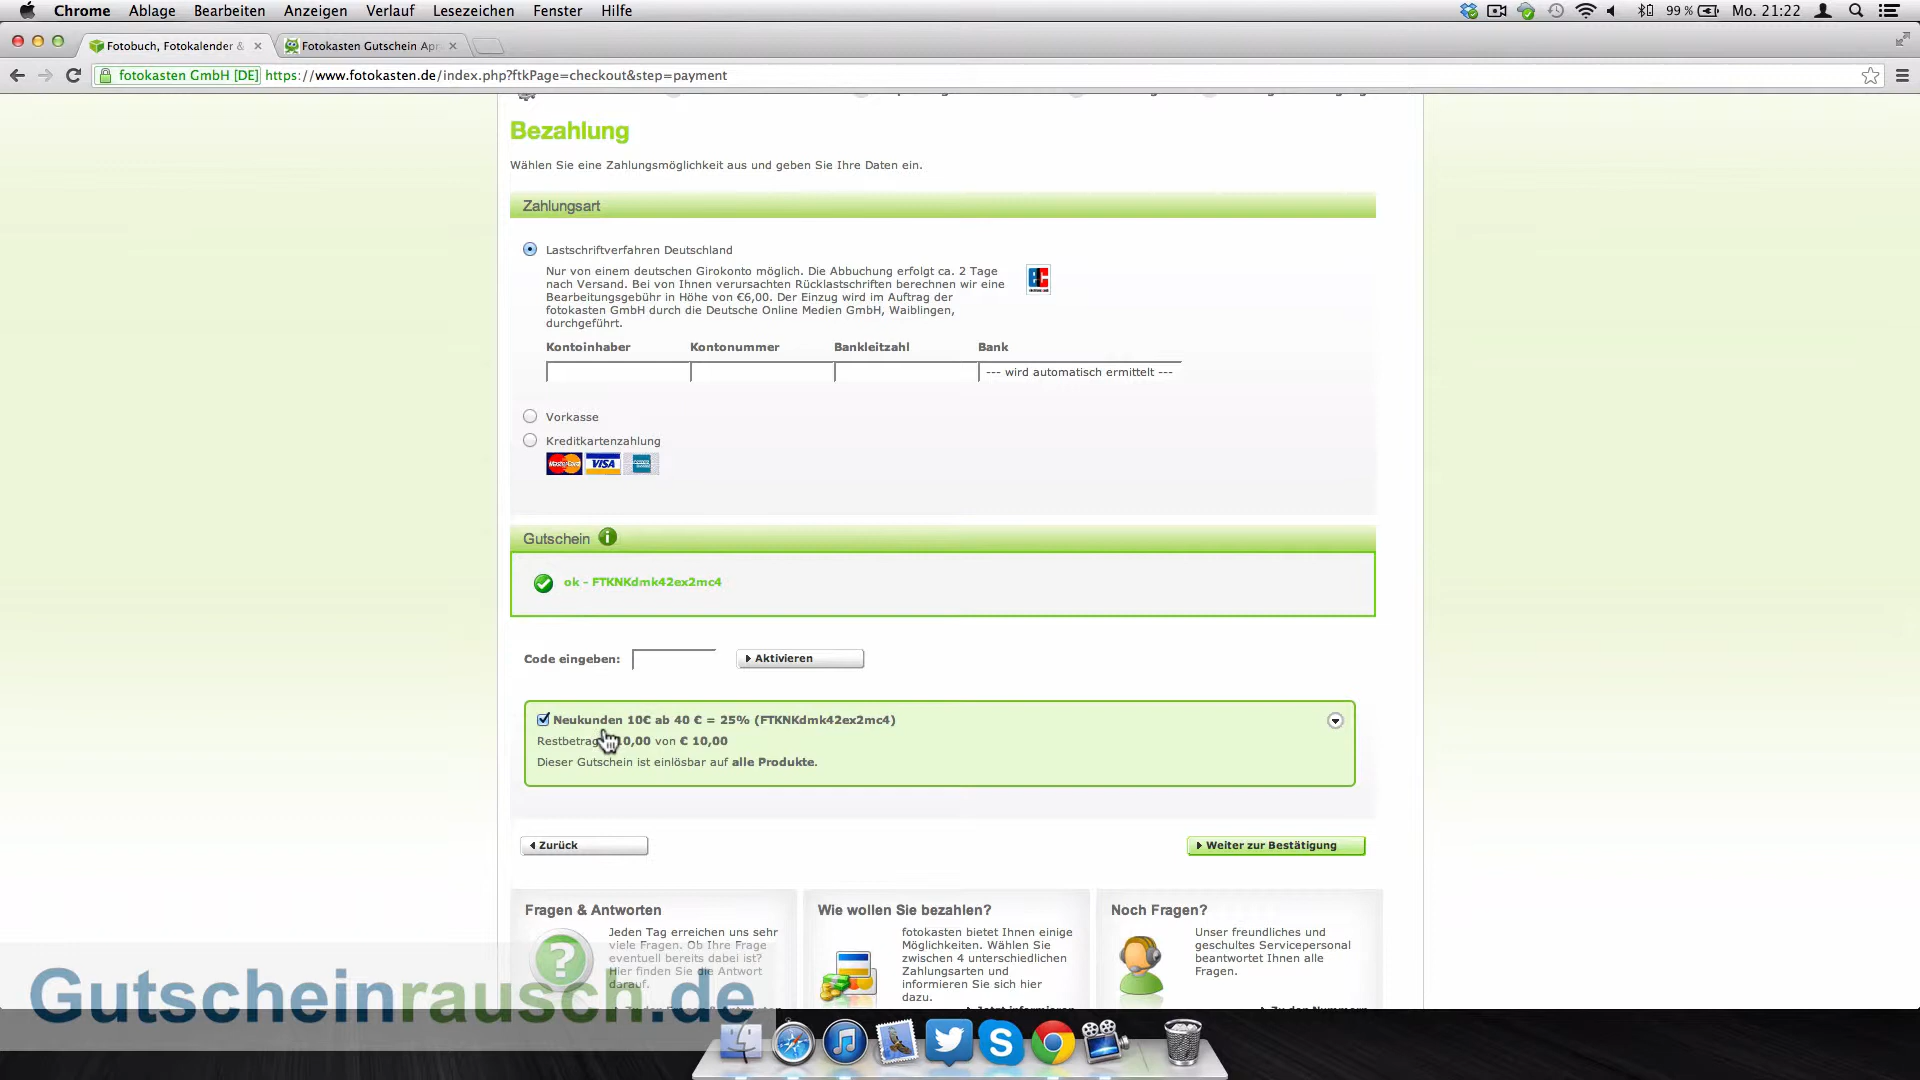 Chrome Ablage Bearbeiten Anzeigen Verlauf Lesezeichen Fenster Hilfe 99 % Mo. 21:22
Fotobuch, Fotokalender & Fotokasten Gutschein Apr
fotokasten GmbH [DE] https://www.fotokasten.de/index.php?ftkPage=checkout&step=payment
Bezahlung
Wählen Sie eine Zahlungsmöglichkeit aus und geben Sie Ihre Daten ein.
Zahlungsart
Lastschriftverfahren Deutschland
Nur von einem deutschen Girokonto möglich. Die Abbuchung erfolgt ca. 2 Tage
nach Versand. Bei von Ihnen verursachten Rücklastschriften berechnen wir eine
Bearbeitungsgebühr in Höhe von €6,00. Der Einzug wird im Auftrag der
fotokasten GmbH durch die Deutsche Online Medien GmbH, Waiblingen,
durchgeführt.
Kontoinhaber Kontonummer Bankleitzahl Bank
--- wird automatisch ermittelt ---
Vorkasse
Kreditkartenzahlung
MasterCard VISA
Gutschein
ok - FTKNKdmk42ex2mc4
Code eingeben: Aktivieren
Neukunden 10€ ab 40 € = 25% (FTKNKdmk42ex2mc4)
Restbetrag 10,00 von € 10,00
Dieser Gutschein ist einlösbar auf alle Produkte.
Zurück Weiter zur Bestätigung
Fragen & Antworten
Jeden Tag erreichen uns sehr
viele Fragen. Ob Ihre Frage
eventuell bereits dabei ist?
Hier finden Sie die Antwort
darauf.
Wie wollen Sie bezahlen?
fotokasten bietet Ihnen einige
Möglichkeiten. Wählen Sie
zwischen 4 unterschiedlichen
Zahlungsarten und
informieren Sie sich hier
dazu.
Jetzt informieren
Noch Fragen?
Unser freundliches und
geschultes Servicepersonal
beantwortet Ihnen alle
Fragen.
Zu den Nummern
Gutscheinrausch.de